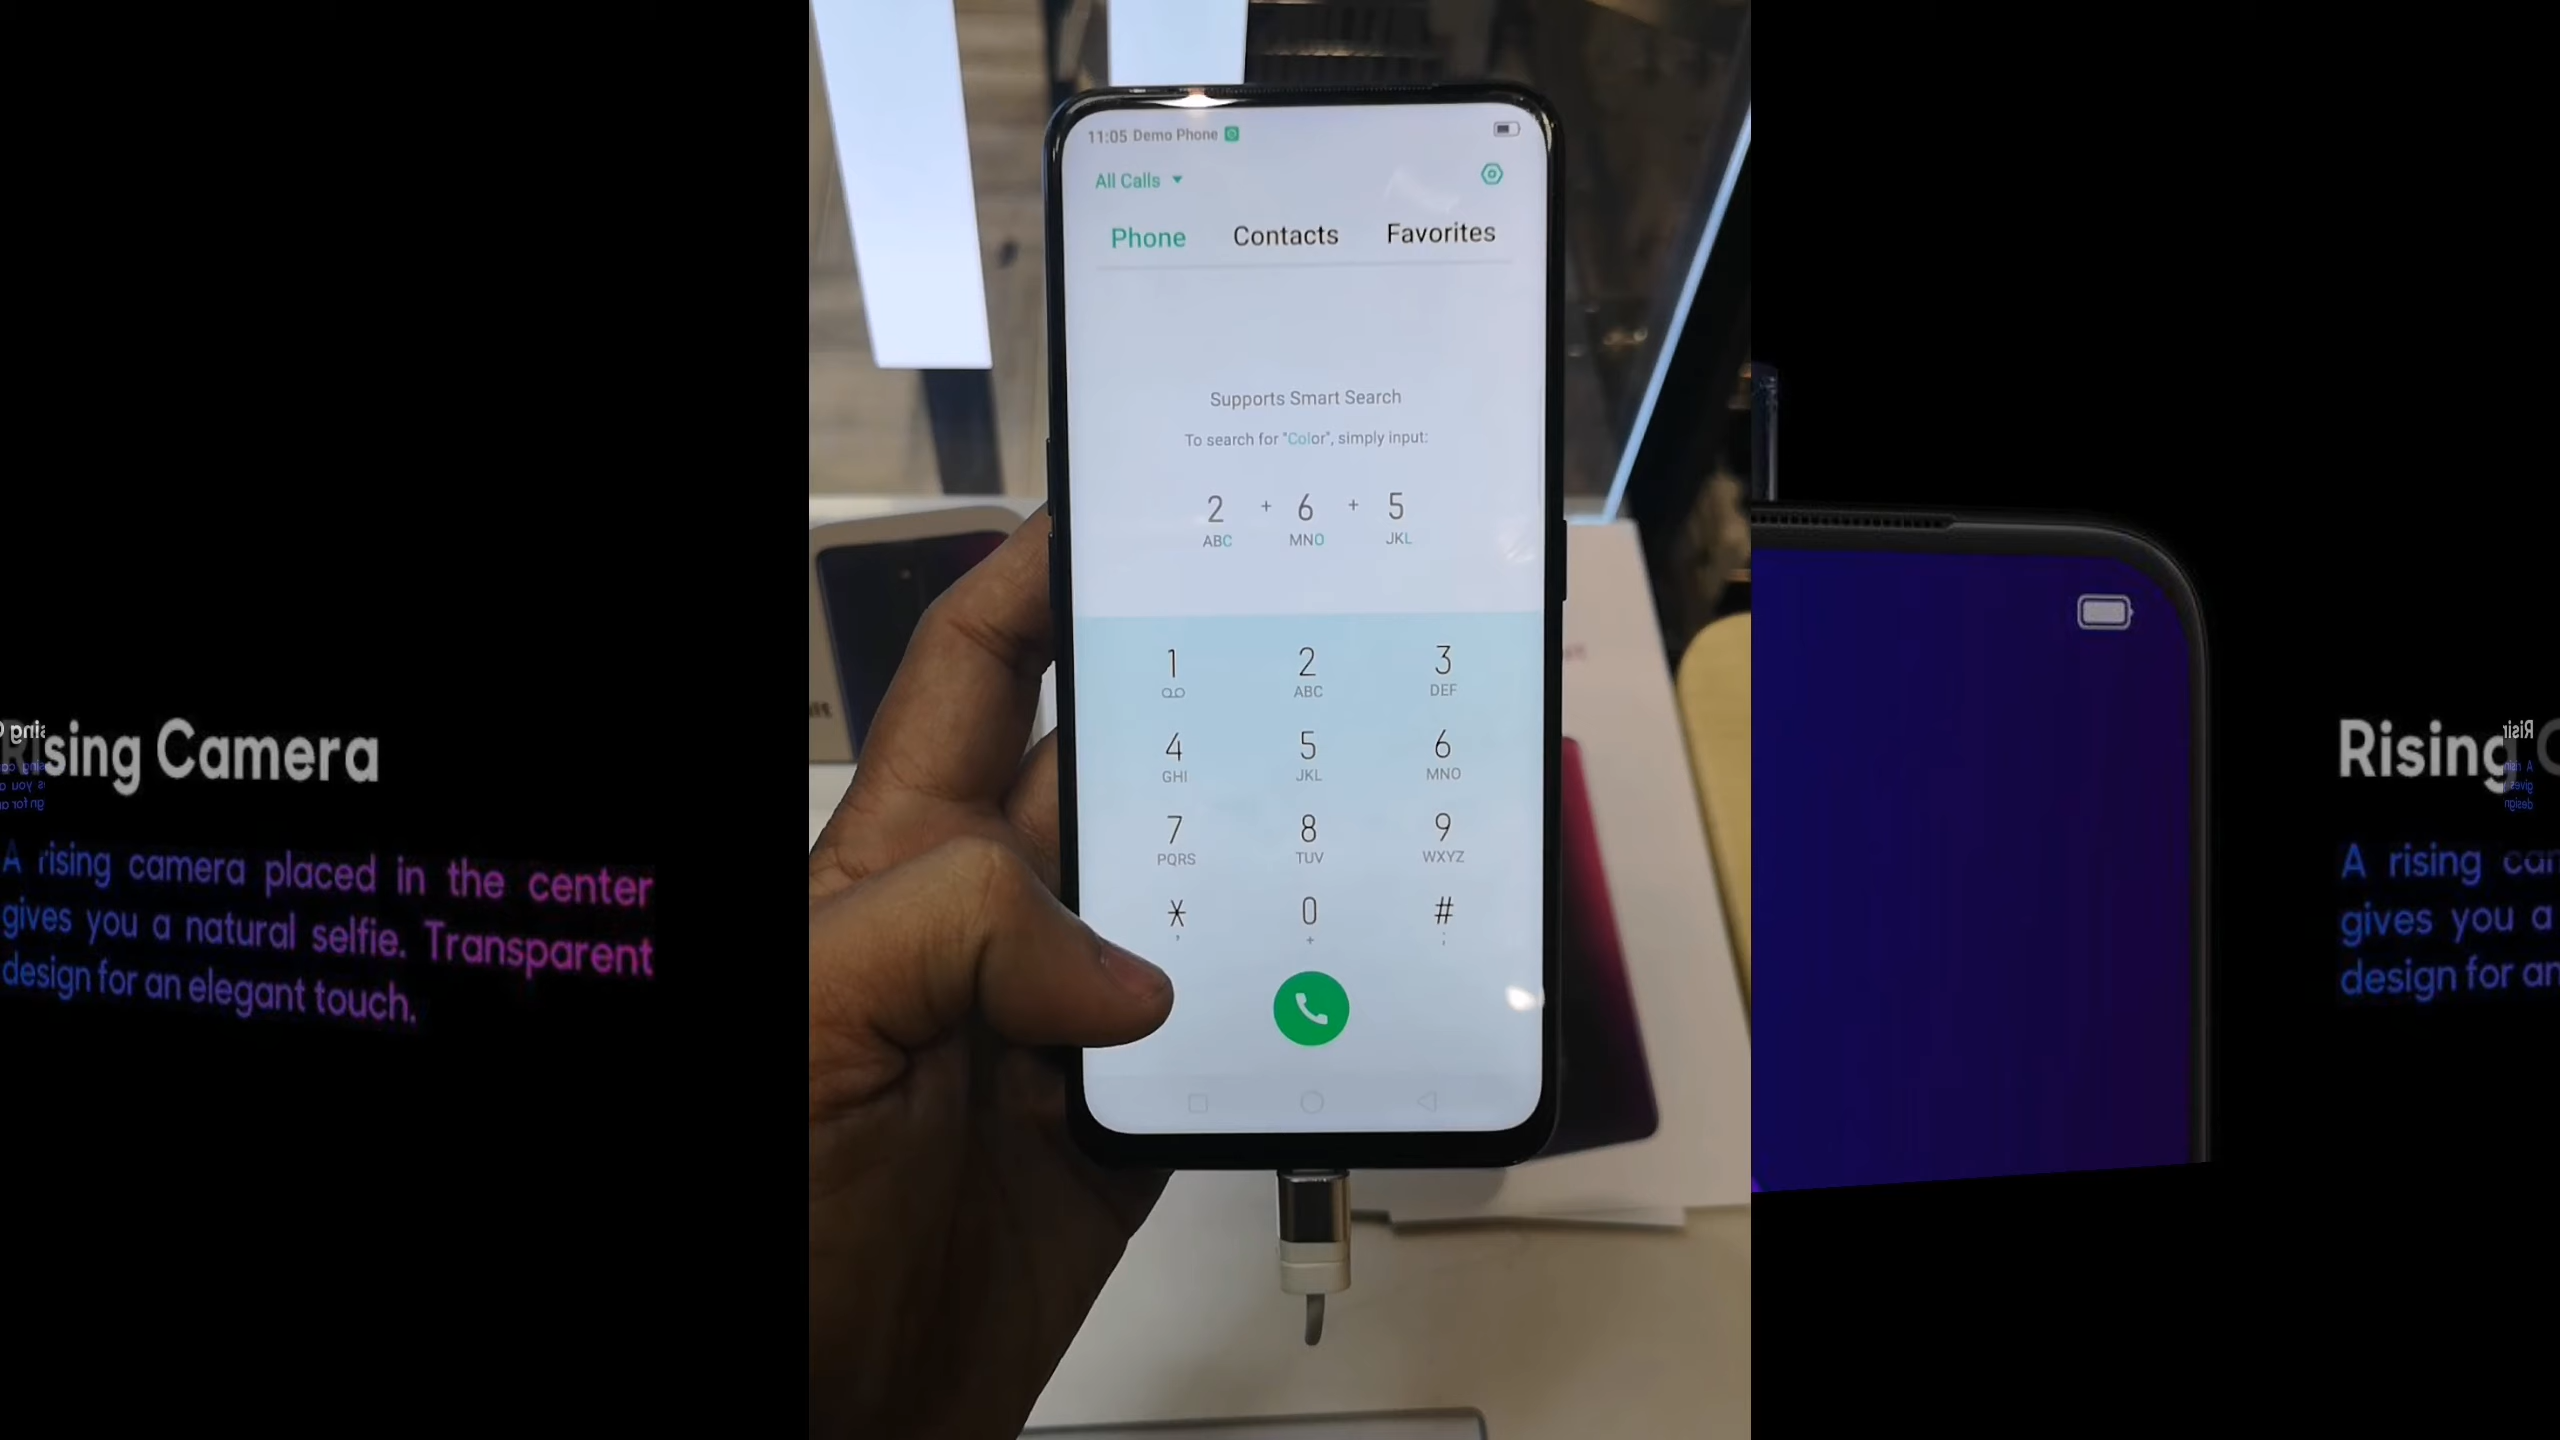 Rising Camera
A rising camera placed in the center
gives you a natural selfie. Transparent
design for an elegant touch.
11:05 Demo Phone
All Calls
Phone Contacts Favorites
Supports Smart Search
To search for "Color", simply input:
2 + 6 + 5
ABC MNO JKL
1 2 3
ABC DEF
4 5 6
GHI JKL MNO
7 8 9
PQRS TUV WXYZ
* 0 #
, + ;
Rising C
A rising can
gives you a
design for an